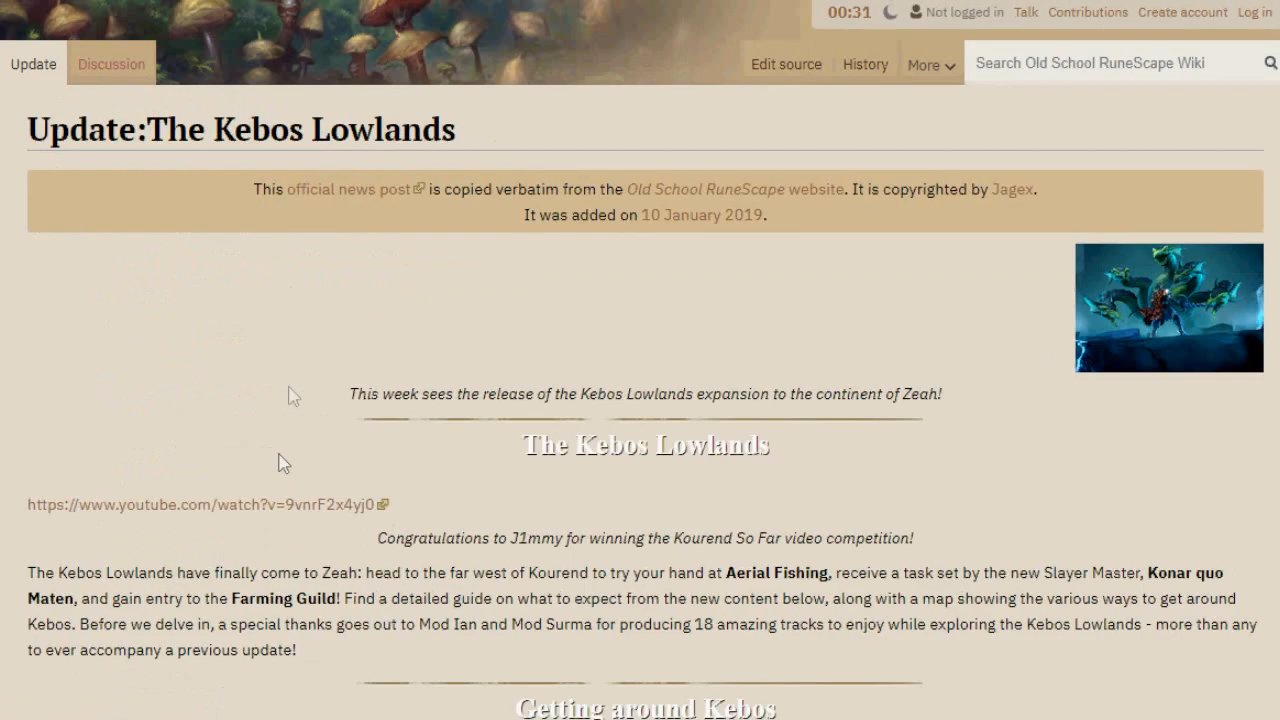 00:31 Not logged in Talk Contributions Create account Log in
Update Discussion Edit source History More Search Old School RuneScape Wiki
Update:The Kebos Lowlands
This official news post is copied verbatim from the Old School RuneScape website. It is copyrighted by Jagex.
It was added on 10 January 2019.
This week sees the release of the Kebos Lowlands expansion to the continent of Zeah!
The Kebos Lowlands
https://www.youtube.com/watch?v=9vnrF2x4yj0
Congratulations to J1mmy for winning the Kourend So Far video competition!
The Kebos Lowlands have finally come to Zeah: head to the far west of Kourend to try your hand at Aerial Fishing, receive a task set by the new Slayer Master, Konar quo
Maten, and gain entry to the Farming Guild! Find a detailed guide on what to expect from the new content below, along with a map showing the various ways to get around
Kebos. Before we delve in, a special thanks goes out to Mod Ian and Mod Surma for producing 18 amazing tracks to enjoy while exploring the Kebos Lowlands - more than any
to ever accompany a previous update!
Getting around Kebos